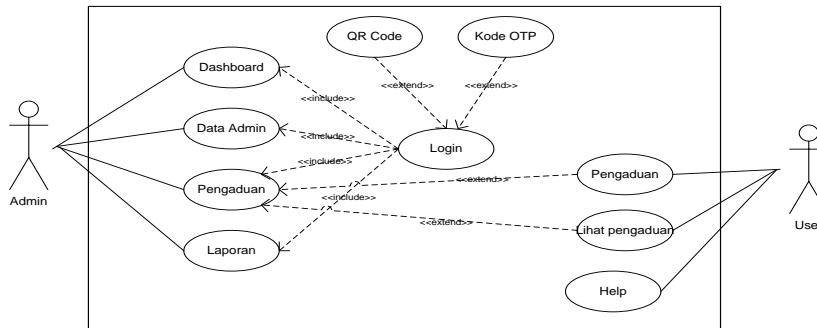 QR Code
Kode OTP
Dashboard
<<extend>>
<<extend>>
<<include>>
Data Admin
<<include>>
Login
<<include>>
Pengaduan
<<extend>>
Pengaduan
Admin
<<include>>
<<extend>>
Lihat pengaduan
Use
Laporan
Help